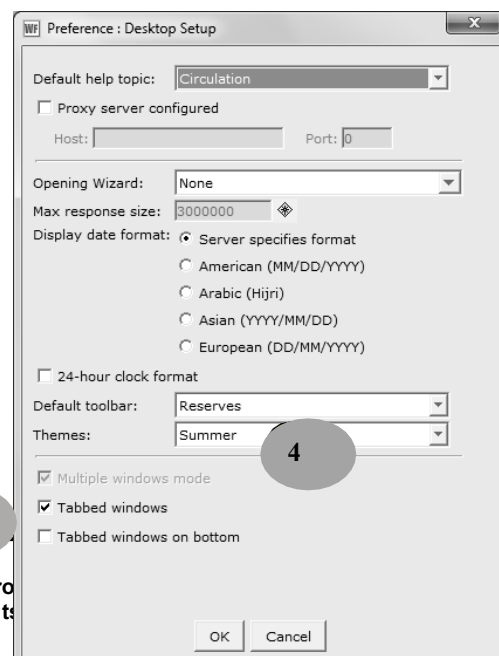 WF Preference : Desktop Setup
Default help topic: Circulation
Proxy server configured
Host: Port: 0
Opening Wizard: None
Max response size: 3000000
Display date format: Server specifies format
American (MM/DD/YYYY)
Arabic (Hijri)
Asian (YYYY/MM/DD)
European (DD/MM/YYYY)
24-hour clock format
Default toolbar: Reserves
Themes: Summer
4
Multiple windows mode
Tabbed windows
Tabbed windows on bottom
OK Cancel